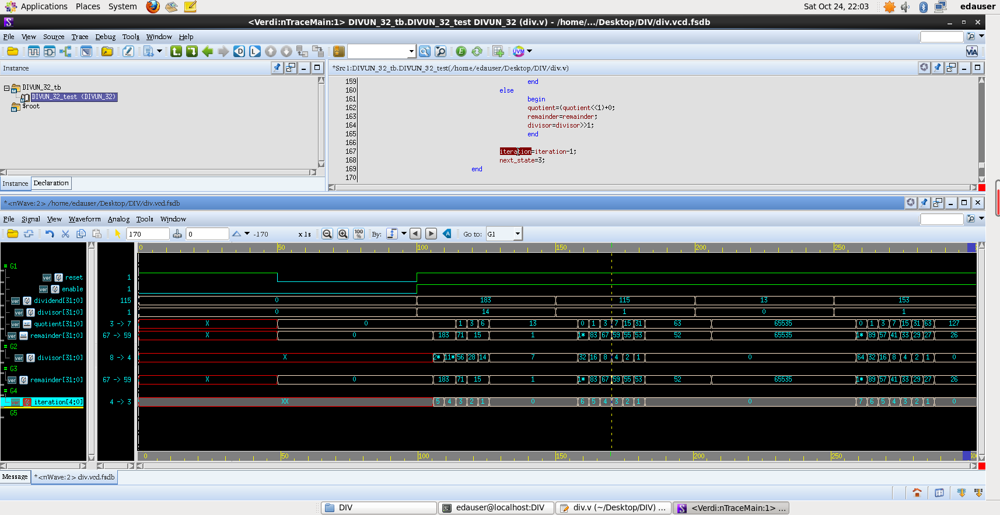 Applications Places System Sat Oct 24, 22:03 edauser
<Verdi:nTraceMain:1> DIVUN_32_tb.DIVUN_32_test DIVUN_32 (div.v) - /home/.../Desktop/DIV/div.vcd.fsdb
File View Source Trace Debug Tools Window Help
Instance
*Src1:DIVUN_32_tb.DIVUN_32_test(/home/edauser/Desktop/DIV/div.v)
DIVUN_32_tb
DIVUN_32_test (DIVUN_32)
$root
159 end
160 else
161 begin
162 quotient=(quotient<<1)+0;
163 remainder=remainder;
164 divisor=divisor>>1;
165 end
166
167 iteration=iteration-1;
168 next_state=3;
169 end
170
Instance Declaration
*<nWave:2> /home/edauser/Desktop/DIV/div.vcd.fsdb
File Signal View Waveform Analog Tools Window
170 0 -170 x 1s 100% By: Go to: G1
0 50 100 150 200 250
G1
reset 1
enable 1
dividend[31:0] 115 0 183 115 13 153
divisor[31:0] 1 0 14 1 0 1
quotient[31:0] 3 -> 7 X 0 1 3 6 13 0 1 3 7 15 31 63 65535 0 1 3 7 15 31 63 127
remainder[31:0] 67 -> 59 X 0 183 71 15 1 1* 83 67 59 55 53 52 65535 1* 89 57 41 33 29 27 26
G2
divisor[31:0] 8 -> 4 X 2* 11* 56 28 14 7 32 16 8 4 2 1 0 64 32 16 8 4 2 1 0
G3
remainder[31:0] 67 -> 59 X 0 183 71 15 1 1* 83 67 59 55 53 52 65535 1* 89 57 41 33 29 27 26
G4
iteration[4:0] 4 -> 3 XX 5 4 3 2 1 0 6 5 4 3 2 1 0 7 6 5 4 3 2 1 0
G5
0 50 100 150 200 250
Message *<nWave:2> div.vcd.fsdb
DIV edauser@localhost:DIV div.v (~/Desktop/DIV) ... <Verdi:nTraceMain:1> ...